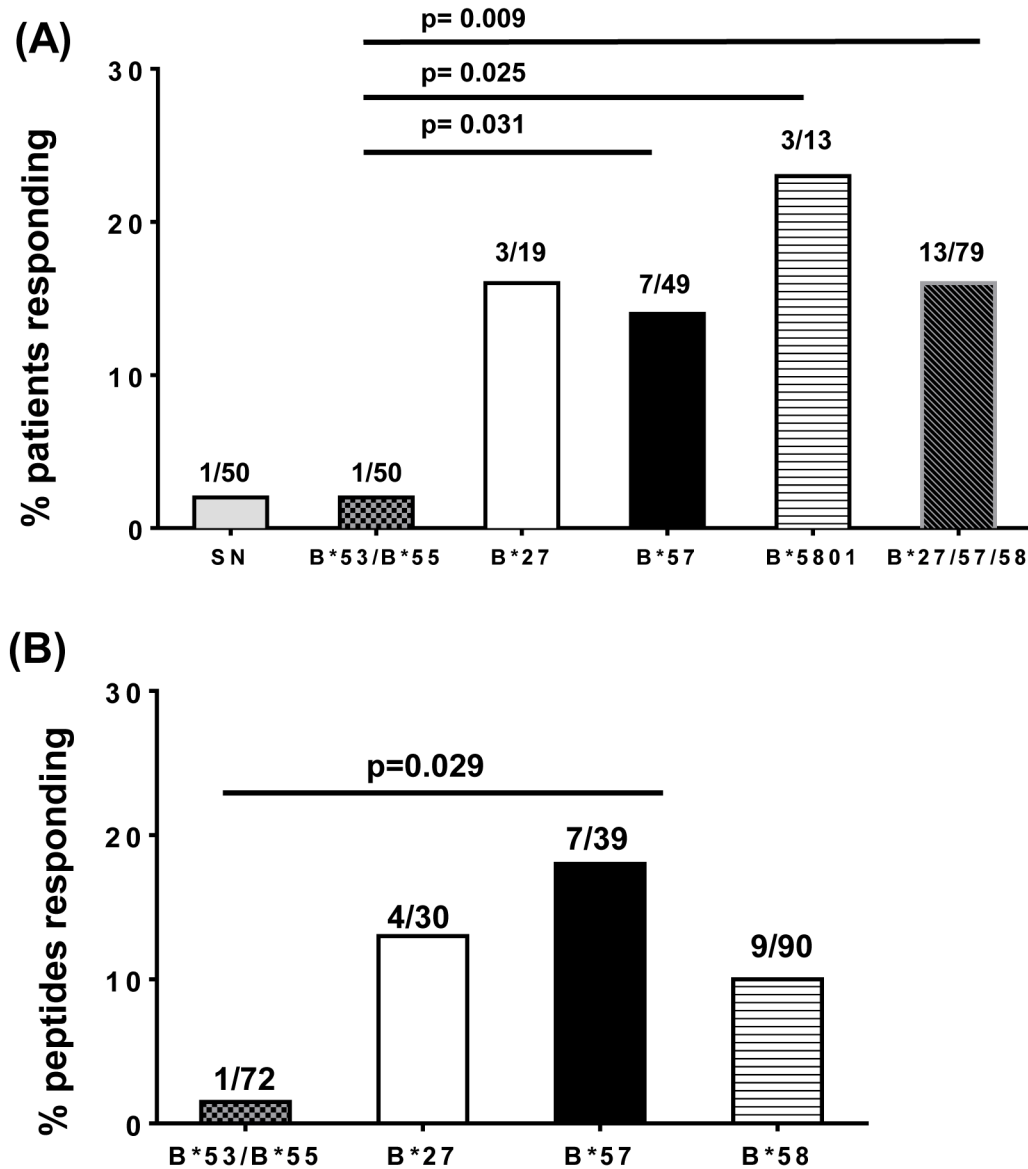 (A)
p= 0.009
p= 0.025
p= 0.031
% patients responding
30
20
10
0
1/50
1/50
3/19
7/49
3/13
13/79
SN
B*53/B*55
B*27
B*57
B*5801
B*27/57/58
(B)
p=0.029
% peptides responding
30
20
10
0
1/72
4/30
7/39
9/90
B*53/B*55
B*27
B*57
B*58